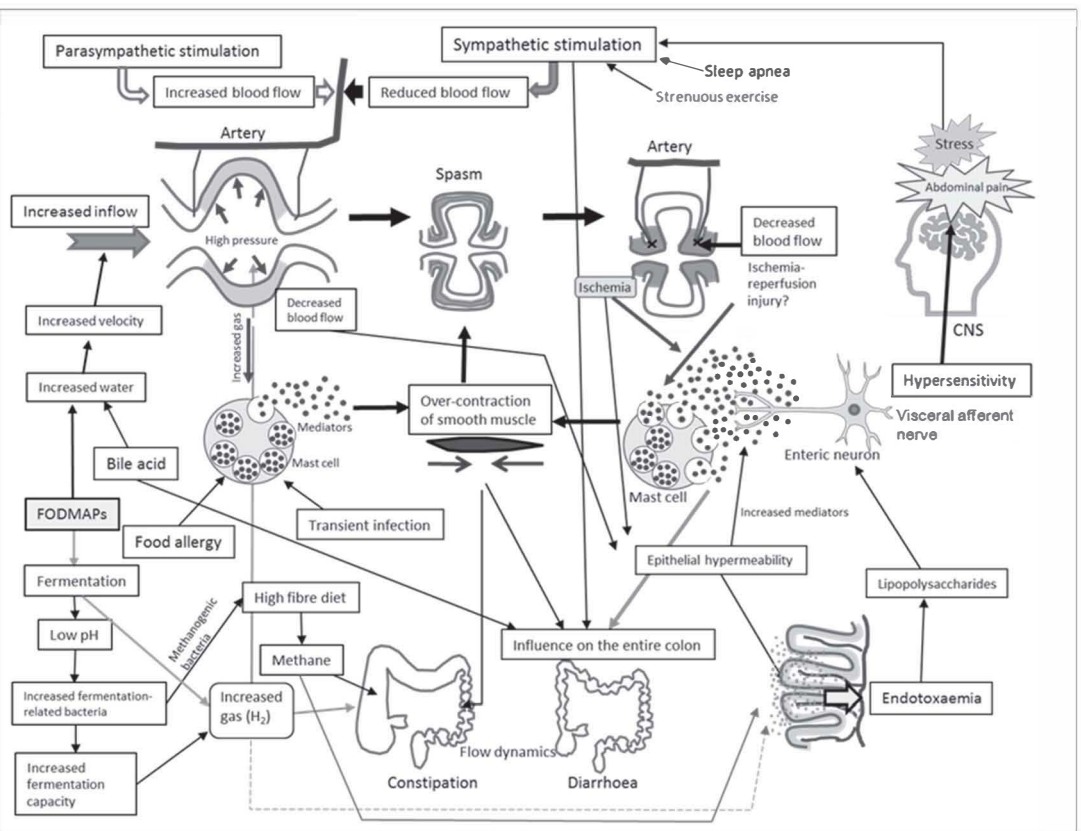 Parasympathetic stimulation
Sympathetic stimulation
Sleep apnea
Strenuous exercise
Increased blood flow
Reduced blood flow
Artery
Spasm
Artery
Stress
Abdominal pain
Increased inflow
High pressure
Decreased
blood flow
Ischemia-
reperfusion
injury?
Ischemia
CNS
Increased velocity
Decreased
blood flow
Increased gas
Increased water
Hypersensitivity
Visceral afferent
nerve
Over-contraction
of smooth muscle
Mediators
Mast cell
Bile acid
Enteric neuron
Mast cell
FODMAPs
Food allergy
Transient infection
Increased mediators
Epithelial hypermeability
Fermentation
Lipopolysaccharides
High fibre diet
Methanogenic
bacteria
Low pH
Influence on the entire colon
Methane
Increased fermentation-
related bacteria
Increased
gas (H₂)
Endotoxaemia
Flow dynamics
Increased
fermentation
capacity
Constipation
Diarrhoea